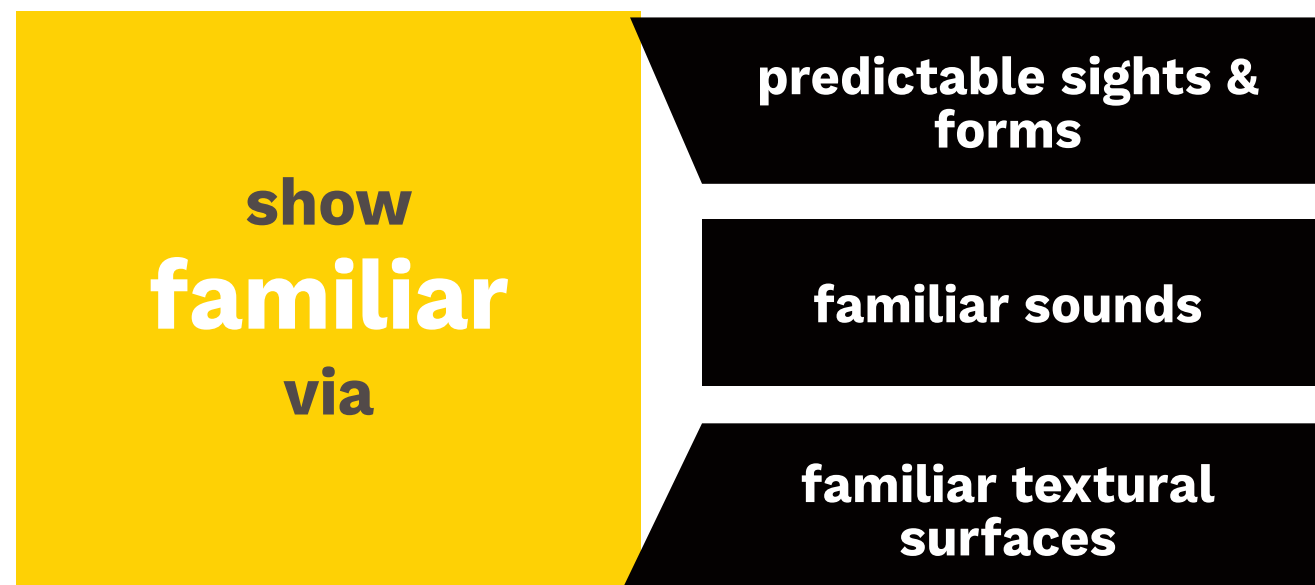 show
familiar
via
predictable sights &
forms
familiar sounds
familiar textural
surfaces